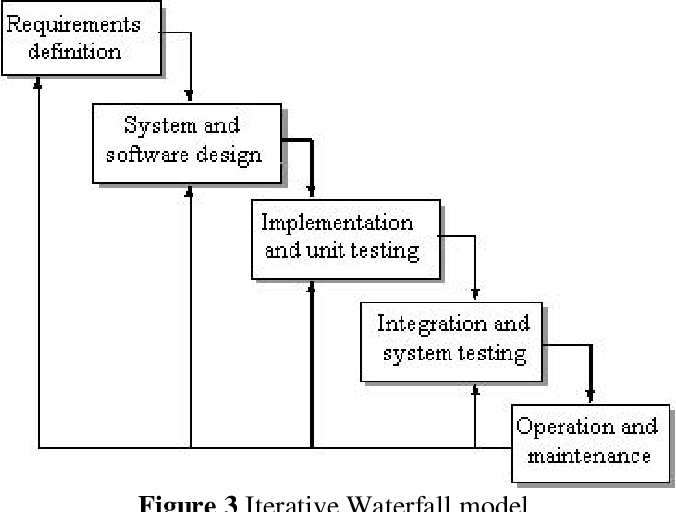 Requirements
definition
System and
software design
Implementation
and unit testing
Integration and
system testing
Operation and
maintenance
Figure 3 Iterative Waterfall model